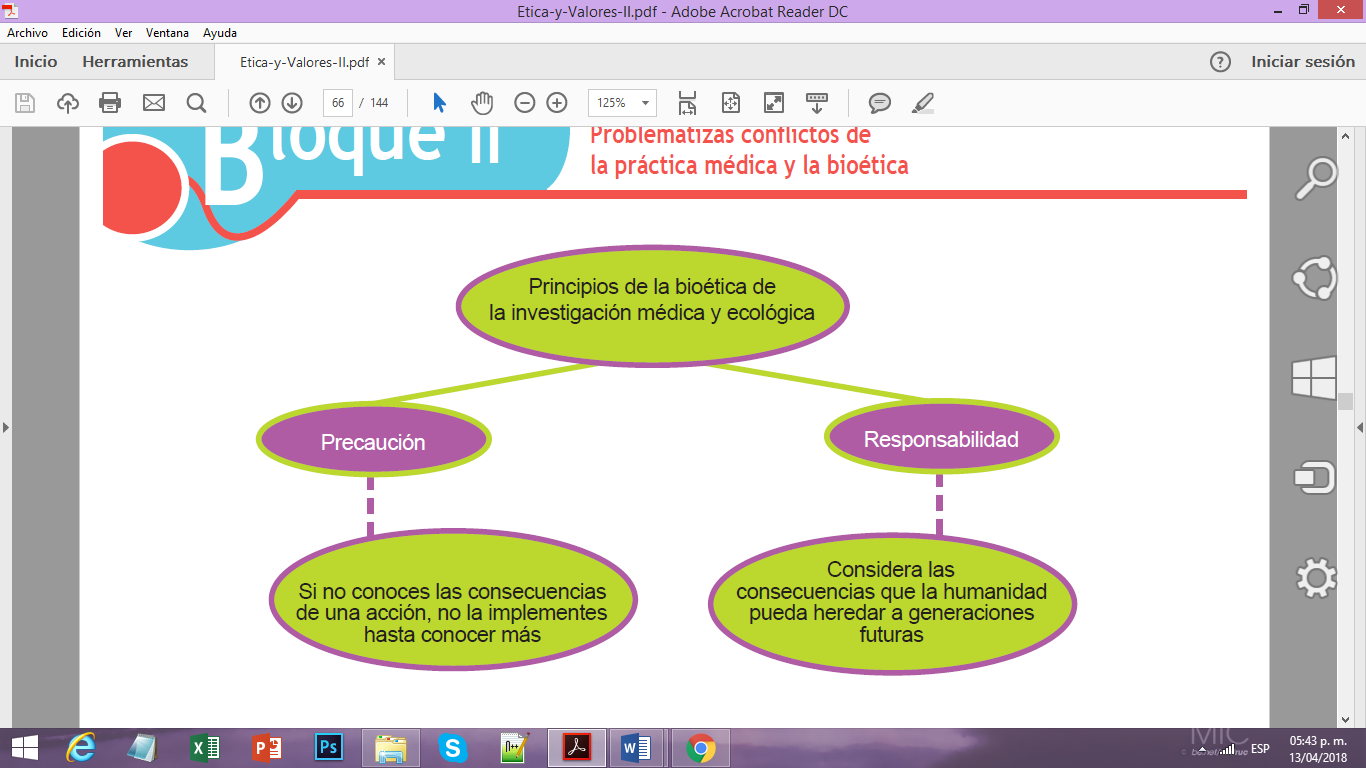 Etica-y-Valores-II.pdf - Adobe Acrobat Reader DC
Archivo Edición Ver Ventana Ayuda
Inicio Herramientas Etica-y-Valores-II.pdf × ? Iniciar sesión
66 / 144 125%
Bloque II
Problematizas conflictos de
la práctica médica y la bioética
Principios de la bioética de
la investigación médica y ecológica
Precaución
Responsabilidad
Si no conoces las consecuencias
de una acción, no la implementes
hasta conocer más
Considera las
consecuencias que la humanidad
pueda heredar a generaciones
futuras
ESP
05:43 p. m.
13/04/2018